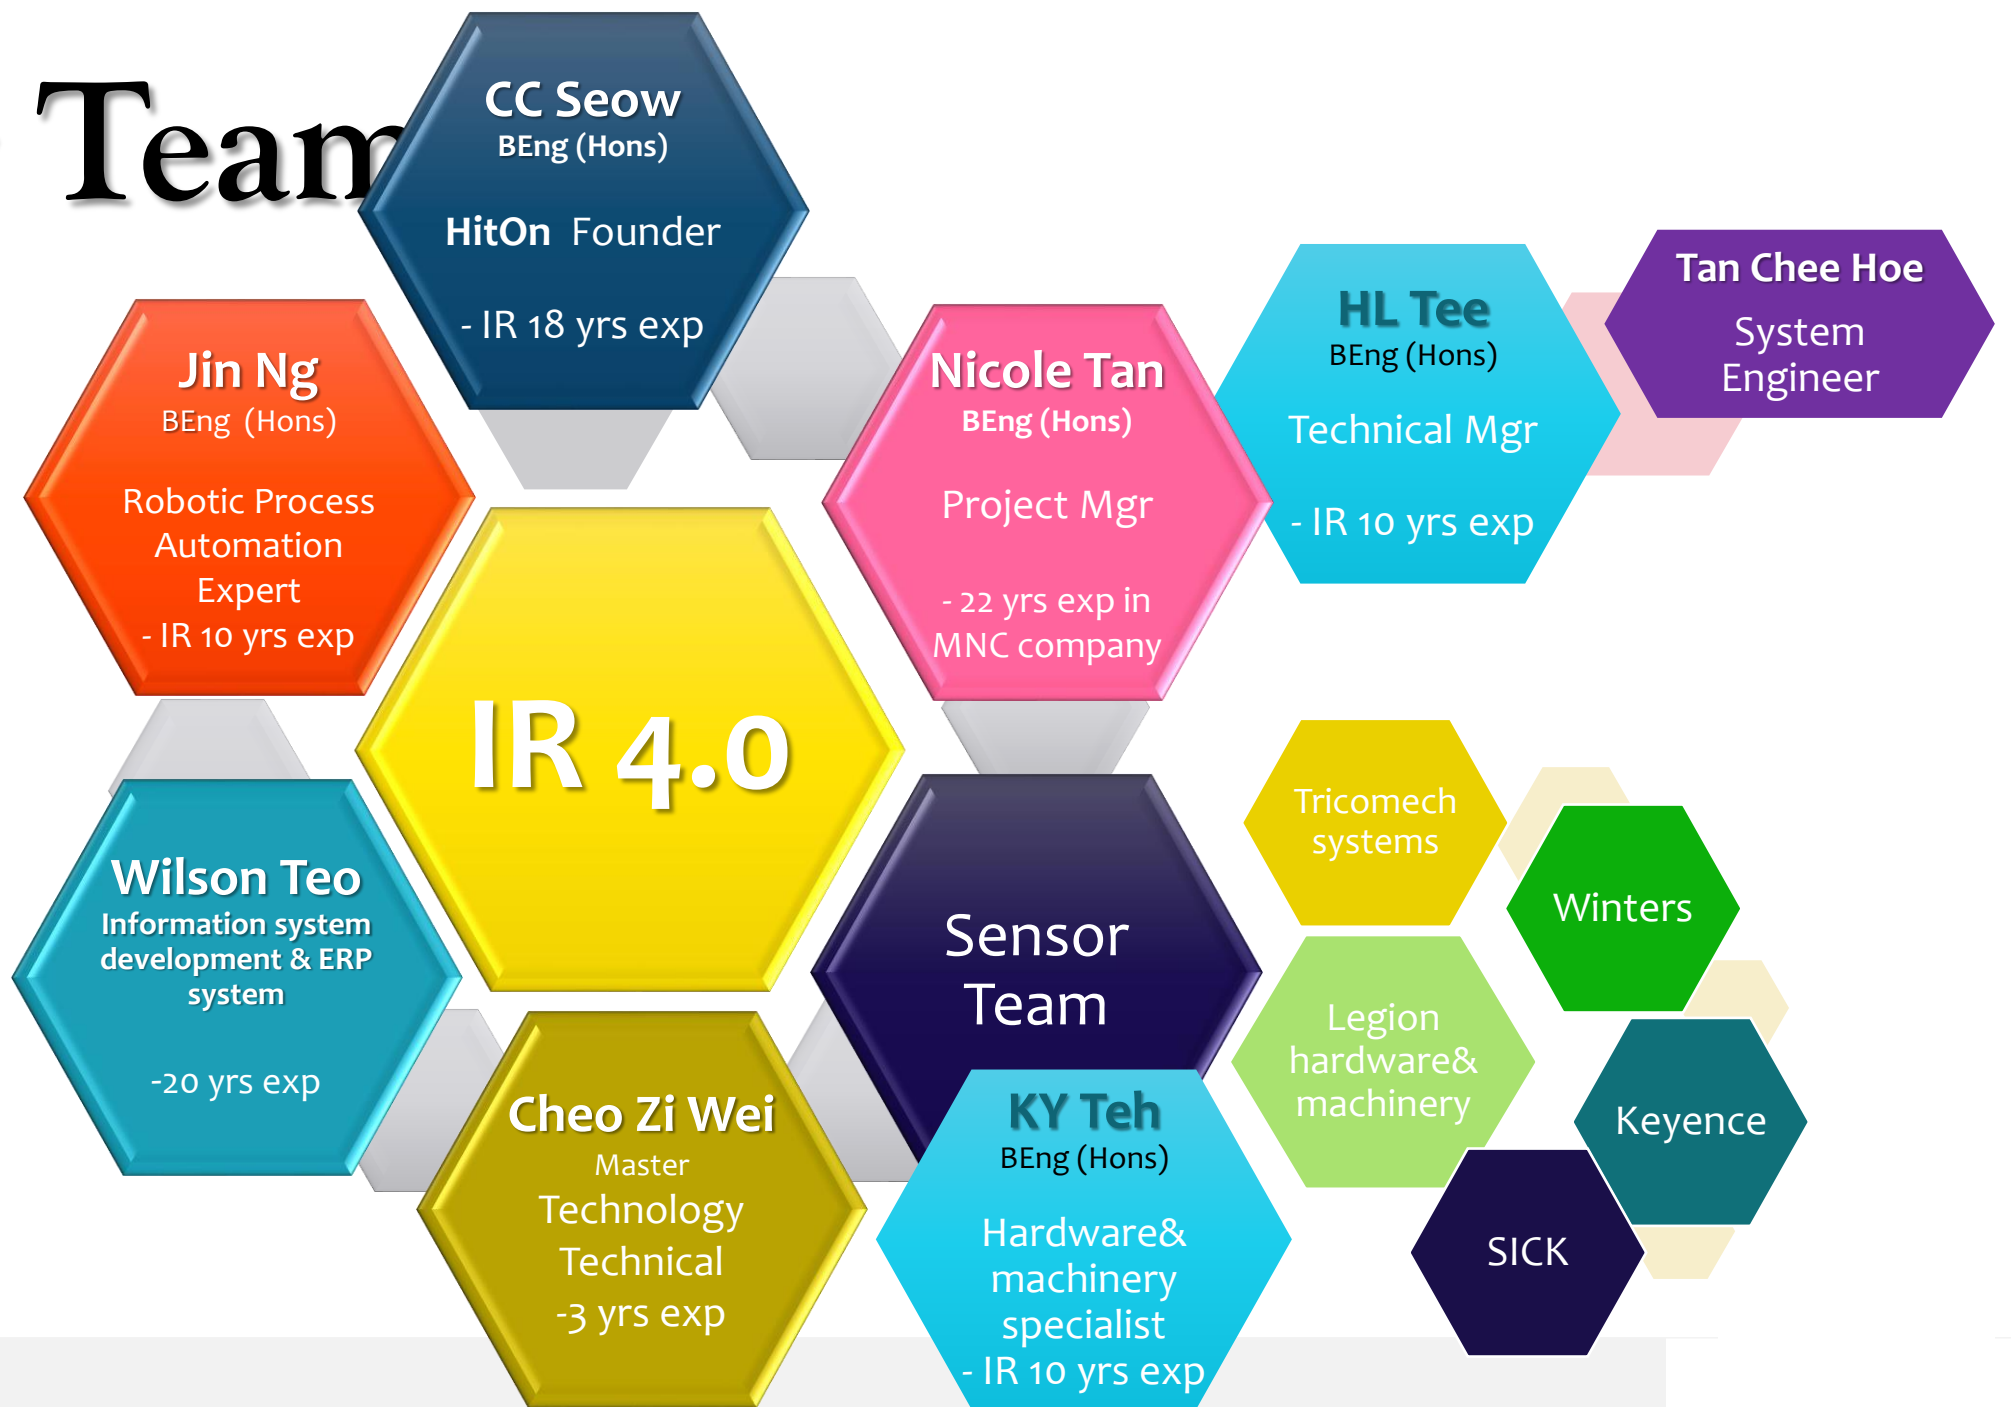 Team
CC Seow
BEng (Hons)
HitOn Founder
- IR 18 yrs exp
Jin Ng
BEng (Hons)
Robotic Process
Automation
Expert
- IR 10 yrs exp
Nicole Tan
BEng (Hons)
Project Mgr
- 22 yrs exp in
MNC company
HL Tee
BEng (Hons)
Technical Mgr
- IR 10 yrs exp
Tan Chee Hoe
System
Engineer
IR 4.0
Wilson Teo
Information system
development & ERP
system
-20 yrs exp
Cheo Zi Wei
Master
Technology
Technical
-3 yrs exp
Sensor
Team
KY Teh
BEng (Hons)
Hardware&
machinery
specialist
- IR 10 yrs exp
Tricomech
systems
Winters
Legion
hardware&
machinery
Keyence
SICK